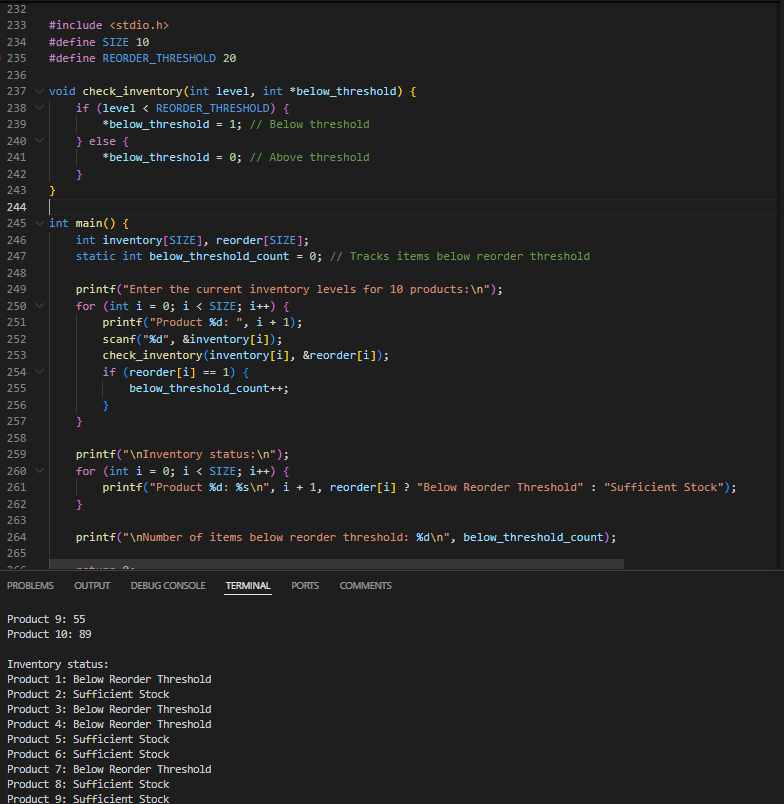 232
233 #include <stdio.h>
234 #define SIZE 10
235 #define REORDER_THRESHOLD 20
236
237 void check_inventory(int level, int *below_threshold) {
238     if (level < REORDER_THRESHOLD) {
239         *below_threshold = 1; // Below threshold
240     } else {
241         *below_threshold = 0; // Above threshold
242     }
243 }
244
245 int main() {
246     int inventory[SIZE], reorder[SIZE];
247     static int below_threshold_count = 0; // Tracks items below reorder threshold
248
249     printf("Enter the current inventory levels for 10 products:\n");
250     for (int i = 0; i < SIZE; i++) {
251         printf("Product %d: ", i + 1);
252         scanf("%d", &inventory[i]);
253         check_inventory(inventory[i], &reorder[i]);
254         if (reorder[i] == 1) {
255             below_threshold_count++;
256         }
257     }
258
259     printf("\nInventory status:\n");
260     for (int i = 0; i < SIZE; i++) {
261         printf("Product %d: %s\n", i + 1, reorder[i] ? "Below Reorder Threshold" : "Sufficient Stock");
262     }
263
264     printf("\nNumber of items below reorder threshold: %d\n", below_threshold_count);
265
PROBLEMS OUTPUT DEBUG CONSOLE TERMINAL PORTS COMMENTS
Product 9: 55
Product 10: 89

Inventory status:
Product 1: Below Reorder Threshold
Product 2: Sufficient Stock
Product 3: Below Reorder Threshold
Product 4: Below Reorder Threshold
Product 5: Sufficient Stock
Product 6: Sufficient Stock
Product 7: Below Reorder Threshold
Product 8: Sufficient Stock
Product 9: Sufficient Stock